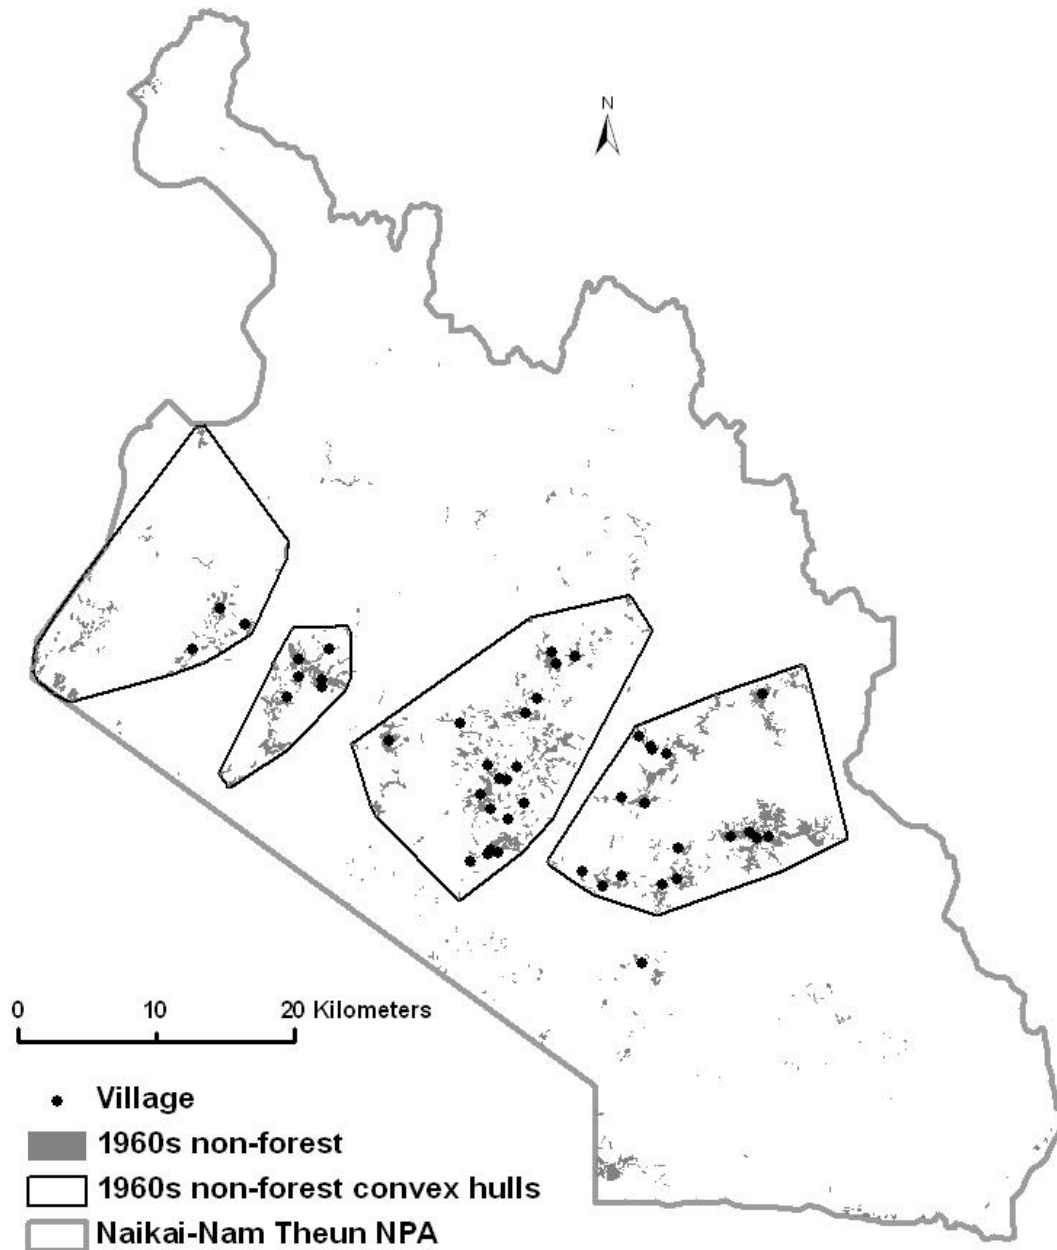 N
0 10 20 Kilometers
Village
1960s non-forest
1960s non-forest convex hulls
Naikai-Nam Theun NPA